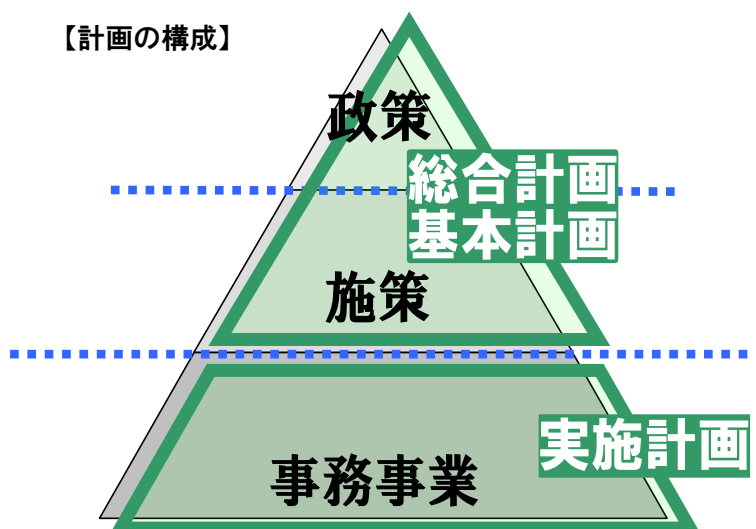 【計画の構成】
政策
総合計画
基本計画
施策
実施計画
事務事業